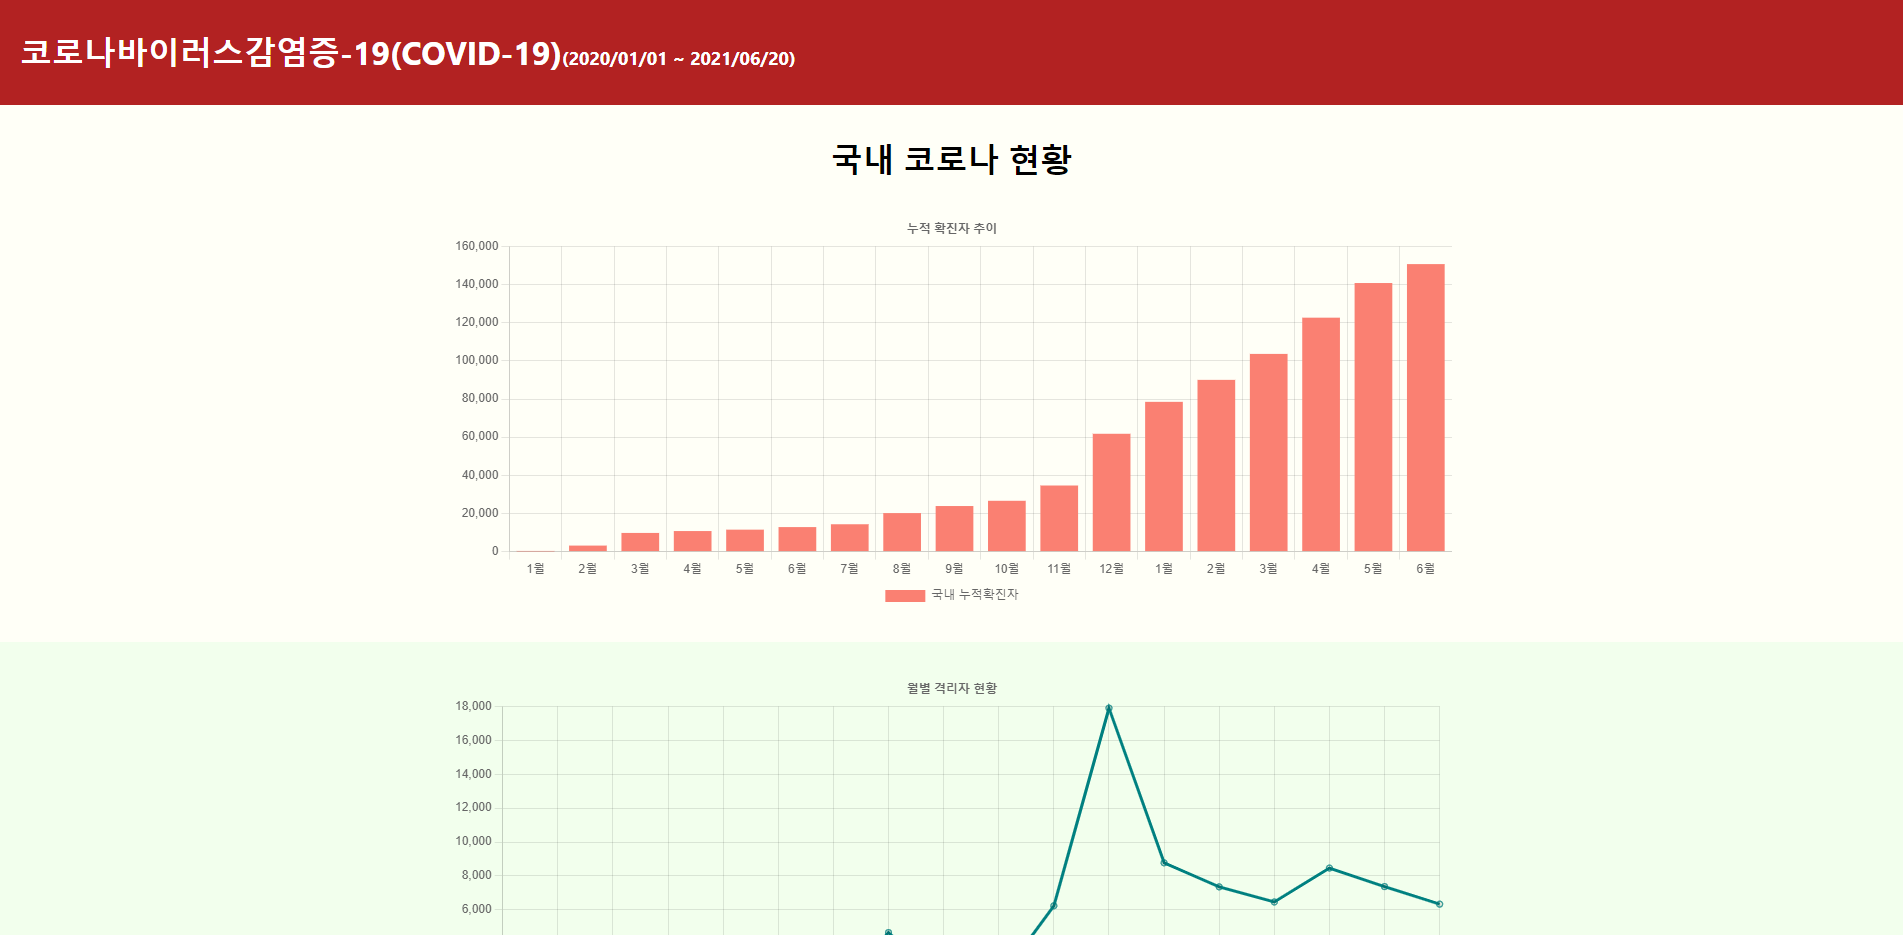 코로나바이러스감염증-19(COVID-19)(2020/01/01 ~ 2021/06/20)
국내 코로나 현황
누적 확진자 추이
160,000
140,000
120,000
100,000
80,000
60,000
40,000
20,000
0
1월 2월 3월 4월 5월 6월 7월 8월 9월 10월 11월 12월 1월 2월 3월 4월 5월 6월
국내 누적확진자
월별 격리자 현황
18,000
16,000
14,000
12,000
10,000
8,000
6,000